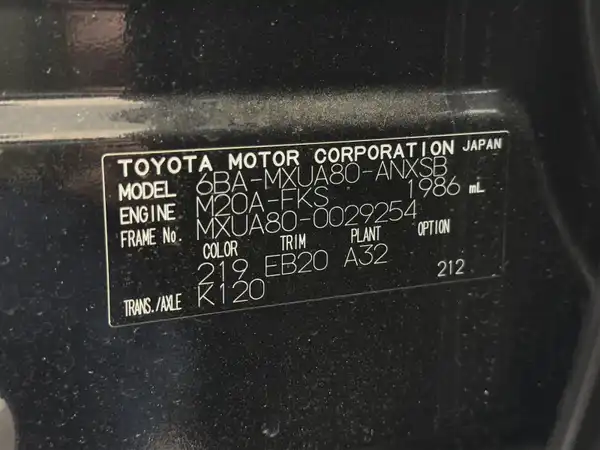 TOYOTA MOTOR CORPORATION JAPAN
MODEL 6BA-MXUA80-ANXSB
ENGINE M20A-FKS 1986 mL
FRAME No. MXUA80-0029254
COLOR TRIM PLANT OPTION
219 EB20 A32
TRANS./AXLE K120 212